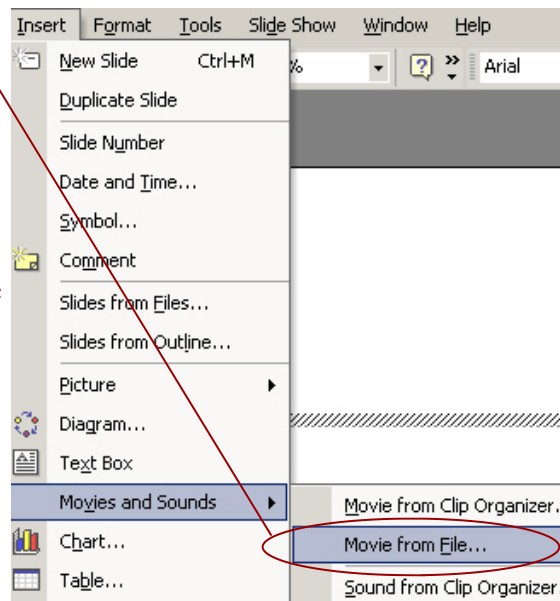 Insert Format Tools Slide Show Window Help
New Slide Ctrl+M
% Arial
Duplicate Slide
Slide Number
Date and Time...
Symbol...
Comment
Slides from Files...
Slides from Outline...
Picture
Diagram...
Text Box
Movies and Sounds
Movie from Clip Organizer.
Chart...
Movie from File...
Table...
Sound from Clip Organizer